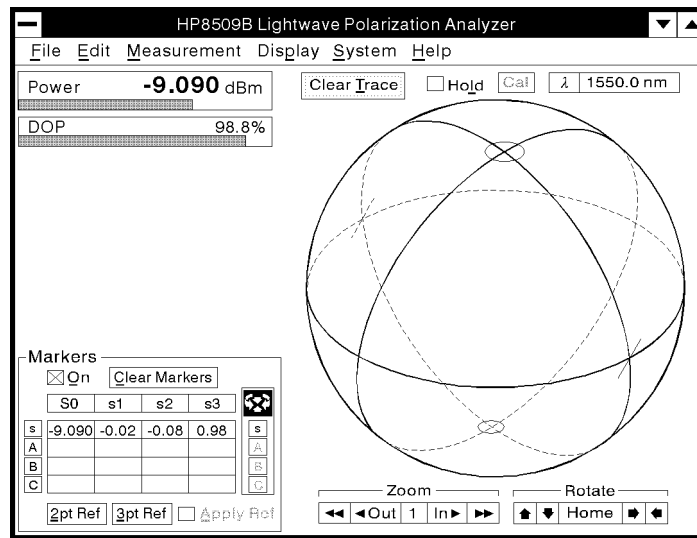 HP8509B Lightwave Polarization Analyzer
File Edit Measurement Display System Help
Power -9.090 dBm
Clear Trace Hold Cal λ 1550.0 nm
DOP 98.8%
Markers
On Clear Markers
S0 s1 s2 s3
s -9.090 -0.02 -0.08 0.98 s
A A
B B
C C
2pt Ref 3pt Ref Apply Ref
Zoom
Out 1 In
Rotate
Home